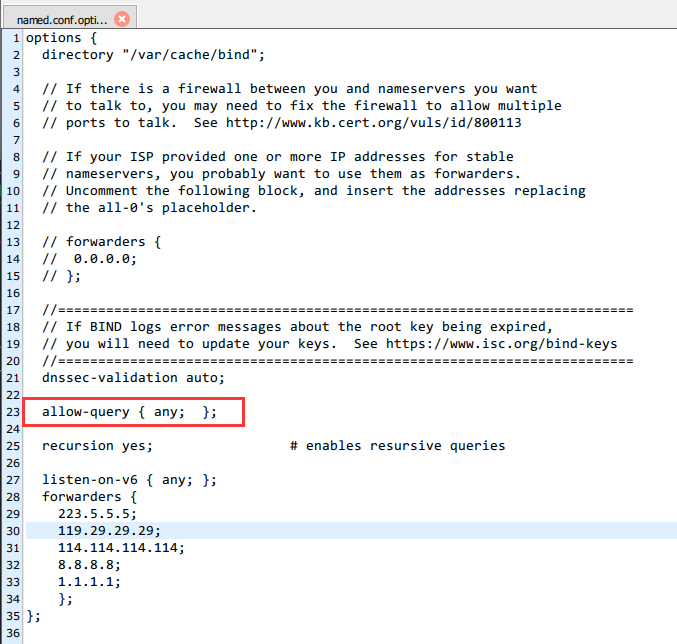 named.conf.opti...
1 options {
2 directory "/var/cache/bind";
3
4 // If there is a firewall between you and nameservers you want
5 // to talk to, you may need to fix the firewall to allow multiple
6 // ports to talk.  See http://www.kb.cert.org/vuls/id/800113
7
8 // If your ISP provided one or more IP addresses for stable
9 // nameservers, you probably want to use them as forwarders.
10 // Uncomment the following block, and insert the addresses replacing
11 // the all-0's placeholder.
12
13 // forwarders {
14 //  0.0.0.0;
15 // };
16
17 //========================================================================
18 // If BIND logs error messages about the root key being expired,
19 // you will need to update your keys.  See https://www.isc.org/bind-keys
20 //========================================================================
21 dnssec-validation auto;
22
23 allow-query { any;  };
24
25 recursion yes;                 # enables resursive queries
26
27 listen-on-v6 { any; };
28 forwarders {
29 223.5.5.5;
30 119.29.29.29;
31 114.114.114.114;
32 8.8.8.8;
33 1.1.1.1;
34 };
35 };
36